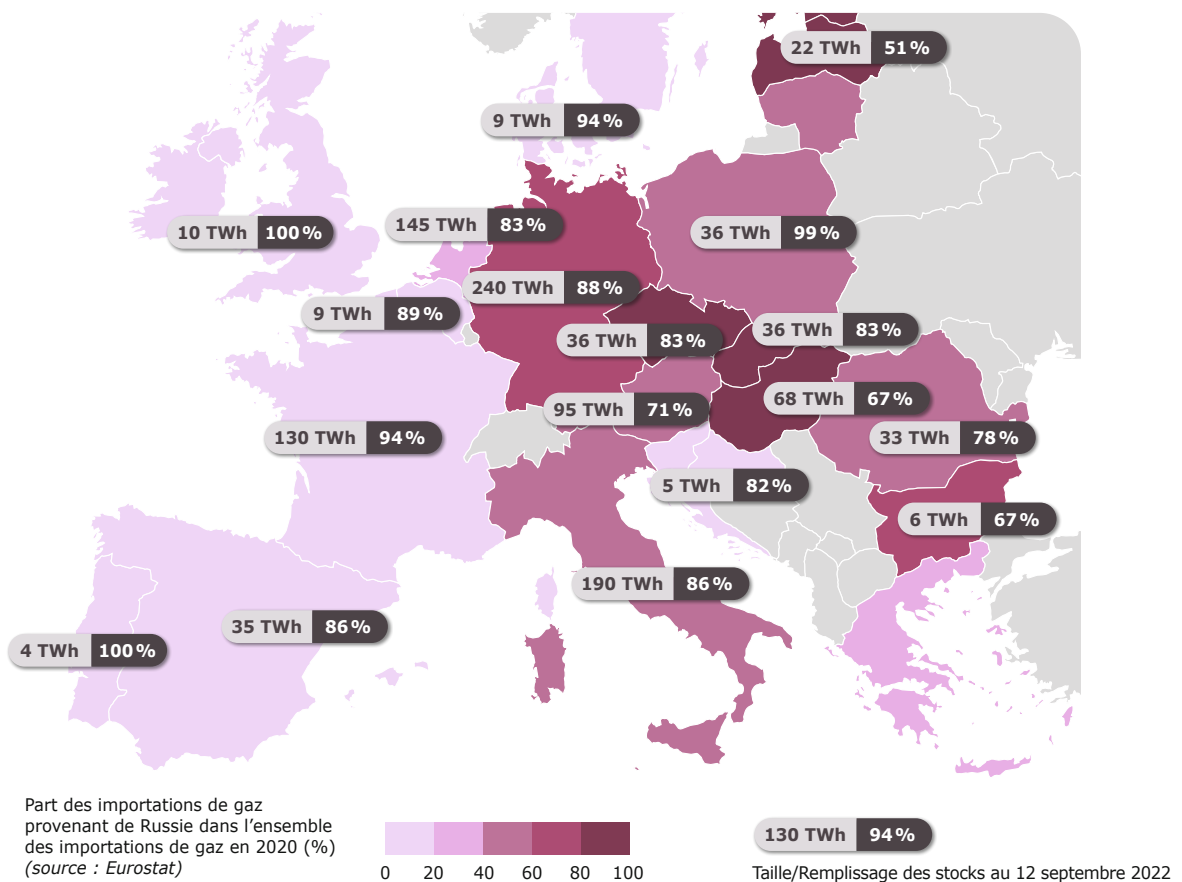 22 TWh 51 %
9 TWh 94 %
145 TWh 83 %
10 TWh 100 %
36 TWh 99 %
240 TWh 88 %
9 TWh 89 %
36 TWh 83 %
36 TWh 83 %
68 TWh 67 %
95 TWh 71 %
130 TWh 94 %
33 TWh 78 %
5 TWh 82 %
6 TWh 67 %
190 TWh 86 %
35 TWh 86 %
4 TWh 100 %
Part des importations de gaz
provenant de Russie dans l’ensemble
des importations de gaz en 2020 (%)
(source : Eurostat)
0 20 40 60 80 100
130 TWh 94 %
Taille/Remplissage des stocks au 12 septembre 2022